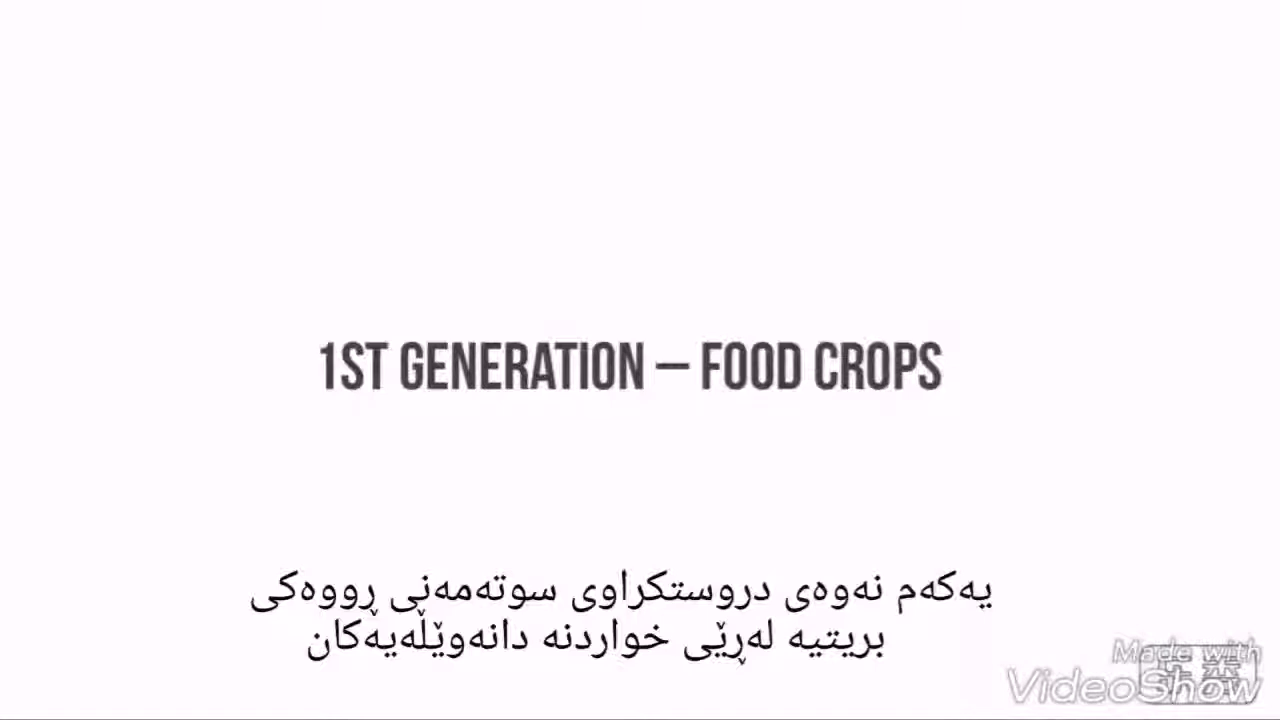 1ST GENERATION – FOOD CROPS
یەکەم نەوەی دروستکراوی سوتەمەنی ڕووەکی
بریتیە لەڕێی خواردنە دانەوێڵەیەکان
Made with
VideoShow